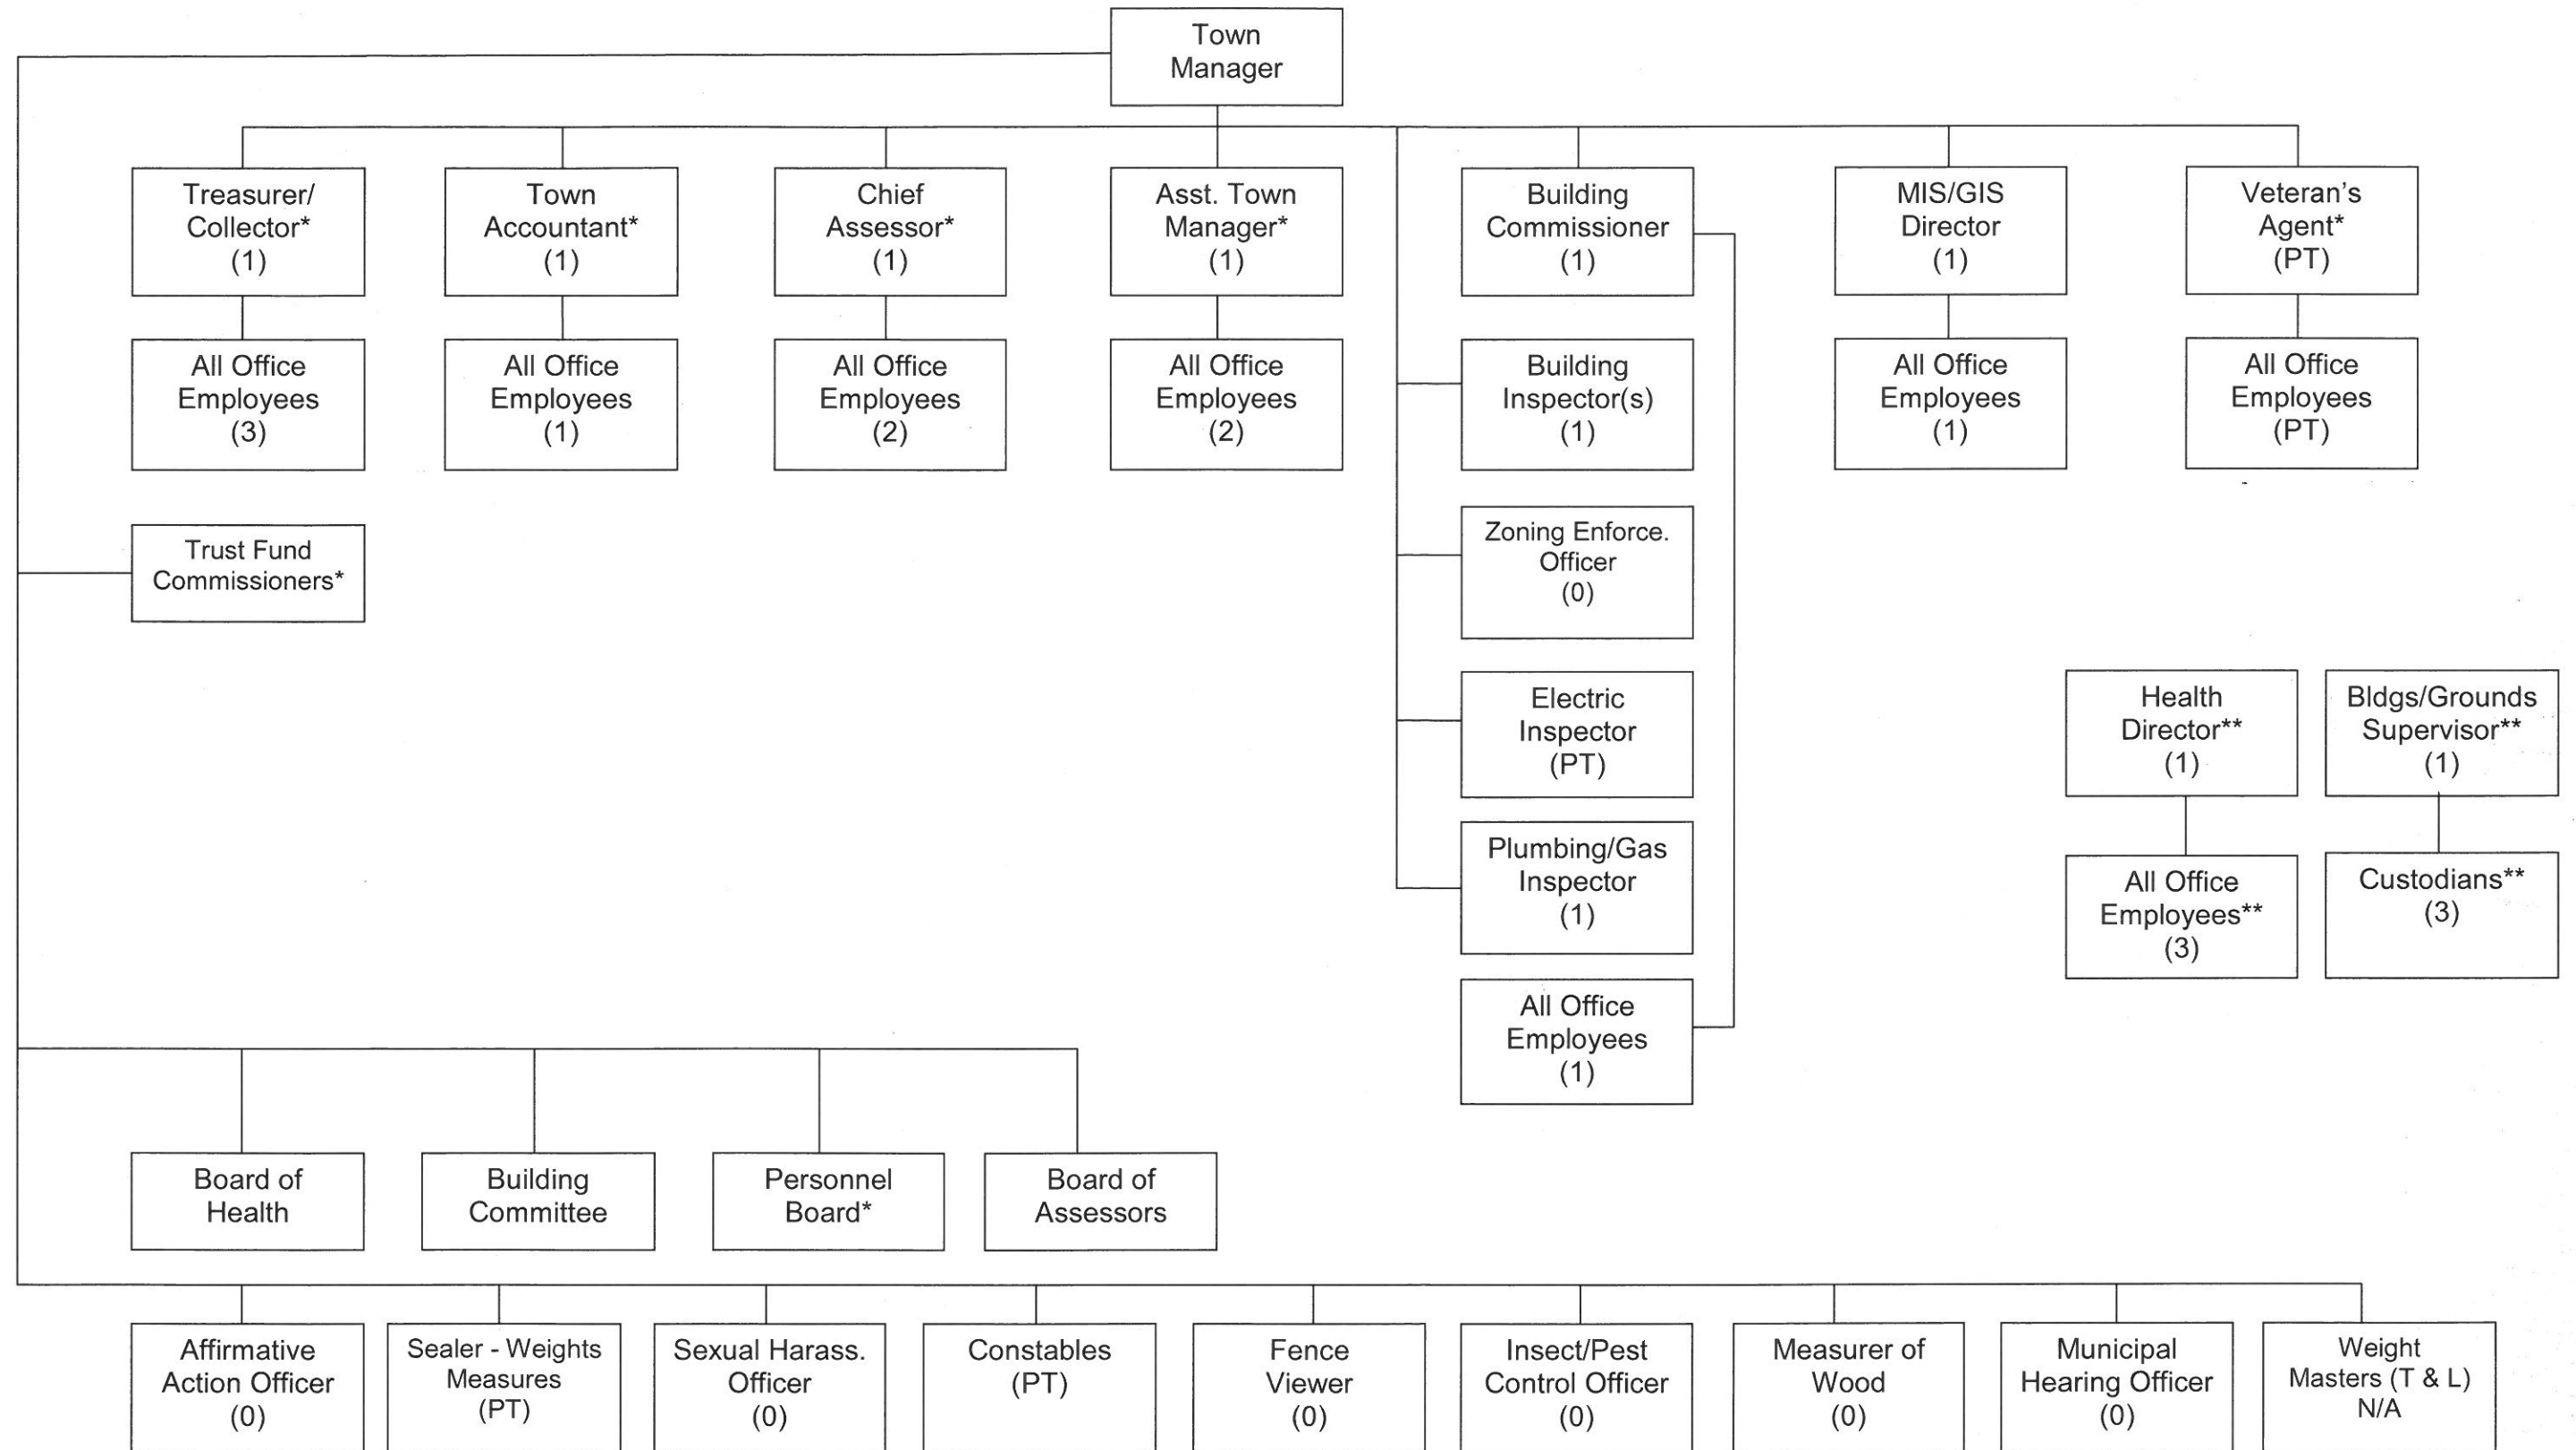 Town
Manager
Treasurer/
Collector*
(1)
Town
Accountant*
(1)
Chief
Assessor*
(1)
Asst. Town
Manager*
(1)
Building
Commissioner
(1)
MIS/GIS
Director
(1)
Veteran's
Agent*
(PT)
All Office
Employees
(3)
All Office
Employees
(1)
All Office
Employees
(2)
All Office
Employees
(2)
Building
Inspector(s)
(1)
All Office
Employees
(1)
All Office
Employees
(PT)
Trust Fund
Commissioners*
Zoning Enforce.
Officer
(0)
Electric
Inspector
(PT)
Health
Director**
(1)
Bldgs/Grounds
Supervisor**
(1)
Plumbing/Gas
Inspector
(1)
All Office
Employees**
(3)
Custodians**
(3)
All Office
Employees
(1)
Board of
Health
Building
Committee
Personnel
Board*
Board of
Assessors
Affirmative
Action Officer
(0)
Sealer - Weights
Measures
(PT)
Sexual Harass.
Officer
(0)
Constables
(PT)
Fence
Viewer
(0)
Insect/Pest
Control Officer
(0)
Measurer of
Wood
(0)
Municipal
Hearing Officer
(0)
Weight
Masters (T & L)
N/A